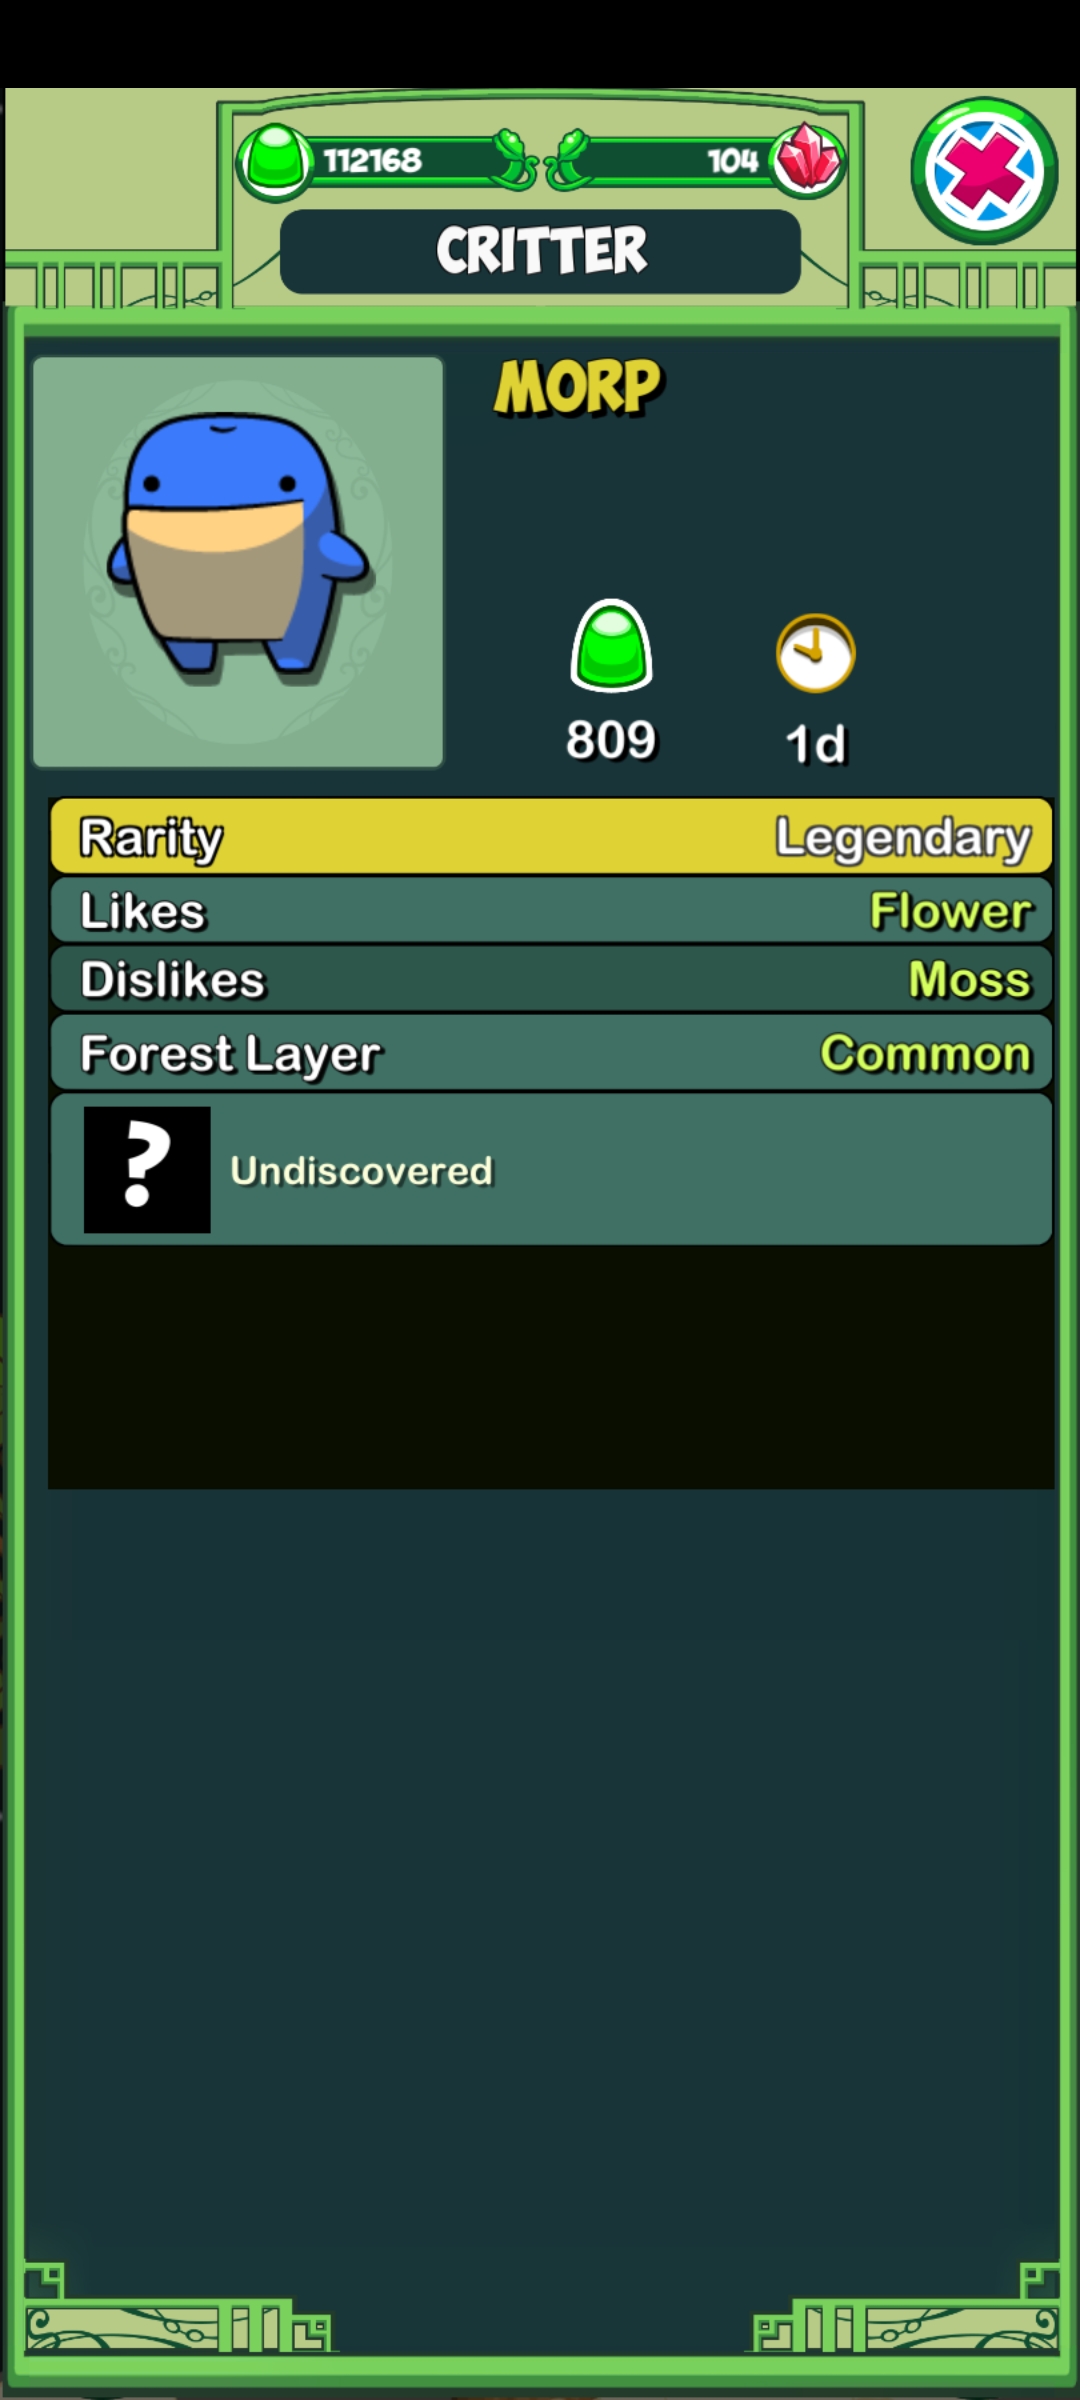 112168
104
CRITTER
MORP
809
1d
Rarity Legendary
Likes Flower
Dislikes Moss
Forest Layer Common
?
Undiscovered